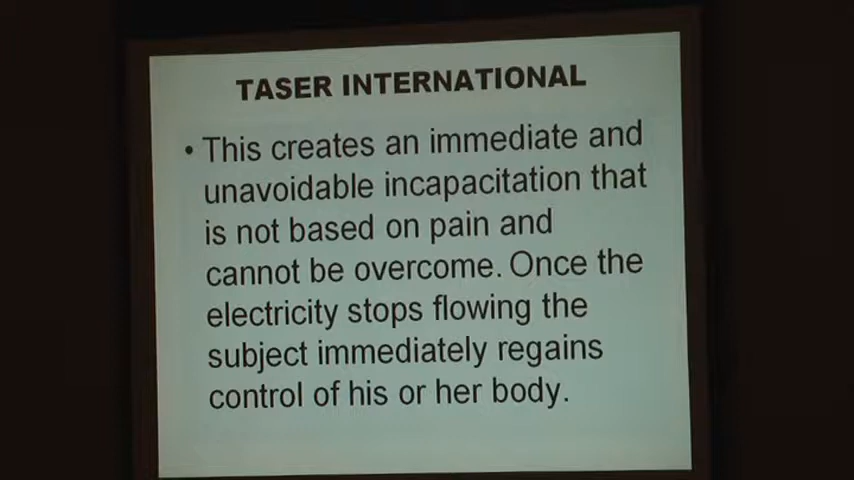 TASER INTERNATIONAL
• This creates an immediate and
unavoidable incapacitation that
is not based on pain and
cannot be overcome. Once the
electricity stops flowing the
subject immediately regains
control of his or her body.